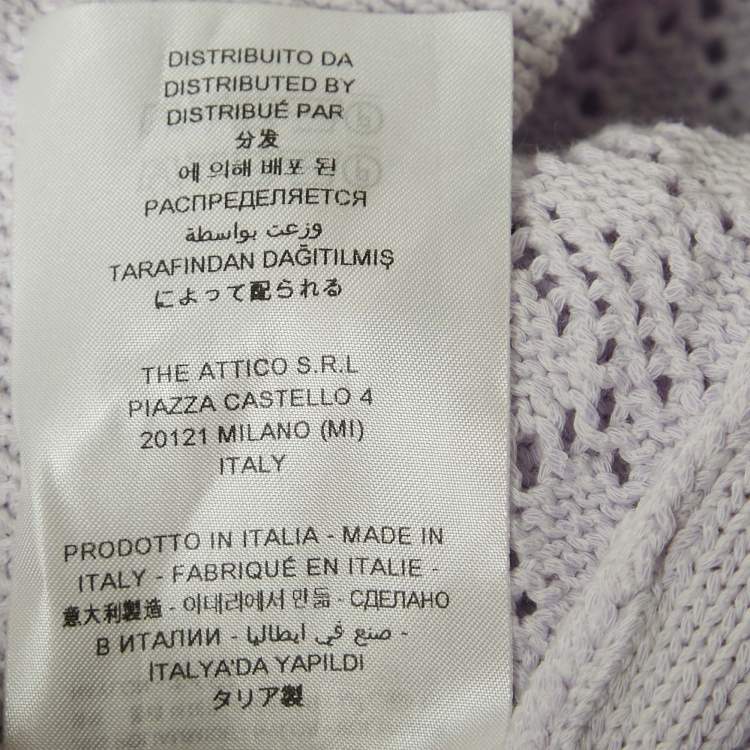 DISTRIBUITO DA
DISTRIBUTED BY
DISTRIBUÉ PAR
分发
에 의해 배포 된
РАСПРЕДЕЛЯЕТСЯ
وزعت بواسطة
TARAFINDAN DAĞITILMIŞ
によって配られる
THE ATTICO S.R.L
PIAZZA CASTELLO 4
20121 MILANO (MI)
ITALY
PRODOTTO IN ITALIA - MADE IN
ITALY - FABRIQUÉ EN ITALIE -
意大利製造 - 이태리에서 만듦 - СДЕЛАНО
В ИТАЛИИ - صنع في ايطاليا -
ITALYA'DA YAPILDI
タリア製